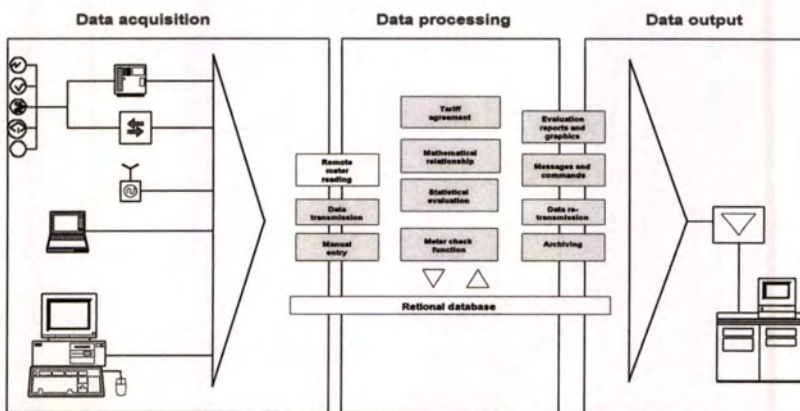 Data acquisition
Data processing
Data output
Remote
meter
reading
Data
transmission
Manual
entry
Tariff
agreement
Mathematical
relationship
Statistical
evaluation
Meter check
function
Evaluation
reports and
graphics
Messages and
commands
Data re-
transmission
Archiving
Retional database